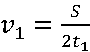 v₁ = S / 2t₁